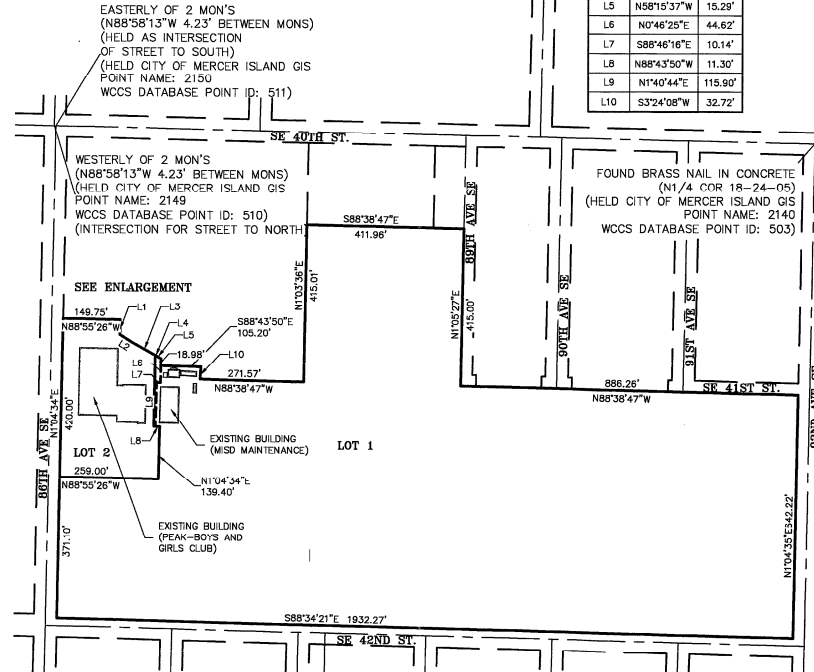 EASTERLY OF 2 MON'S
(N88°58'13"W 4.23' BETWEEN MONS)
(HELD AS INTERSECTION
OF STREET TO SOUTH)
(HELD CITY OF MERCER ISLAND GIS
POINT NAME: 2150
WCCS DATABASE POINT ID: 511)
L5 N58°15'37"W 15.29'
L6 N0°46'25"E 44.62'
L7 S88°46'16"E 10.14'
L8 N88°43'50"W 11.30'
L9 N1°40'44"E 115.90'
L10 S3°24'08"W 32.72'
SE 40TH ST.
WESTERLY OF 2 MON'S
(N88°58'13"W 4.23' BETWEEN MONS)
(HELD CITY OF MERCER ISLAND GIS
POINT NAME: 2149
WCCS DATABASE POINT ID: 510)
(INTERSECTION FOR STREET TO NORTH)
FOUND BRASS NAIL IN CONCRETE
(N1/4 COR 18-24-05)
(HELD CITY OF MERCER ISLAND GIS
POINT NAME: 2140
WCCS DATABASE POINT ID: 503)
S88°38'47"E
411.96'
89TH AVE SE
N1°03'36"E
415.01'
N1°05'27"E
415.00'
90TH AVE SE
91ST AVE SE
SEE ENLARGEMENT
149.75'
N88°55'26"W
L1
L3
L2
L4
L5
S88°43'50"E
105.20'
18.98'
L10
L6
L7
271.57'
N88°38'47"W
886.26'
N88°38'47"W
SE 41ST ST.
N1°04'34"E
420.00'
L9
L8
EXISTING BUILDING
(MISD MAINTENANCE)
LOT 1
LOT 2
259.00'
N88°55'26"W
N1°04'34"E
139.40'
86TH AVE SE
EXISTING BUILDING
(PEAK-BOYS AND
GIRLS CLUB)
371.10'
N1°04'35"E
642.22'
S88°34'21"E 1932.27'
SE 42ND ST.